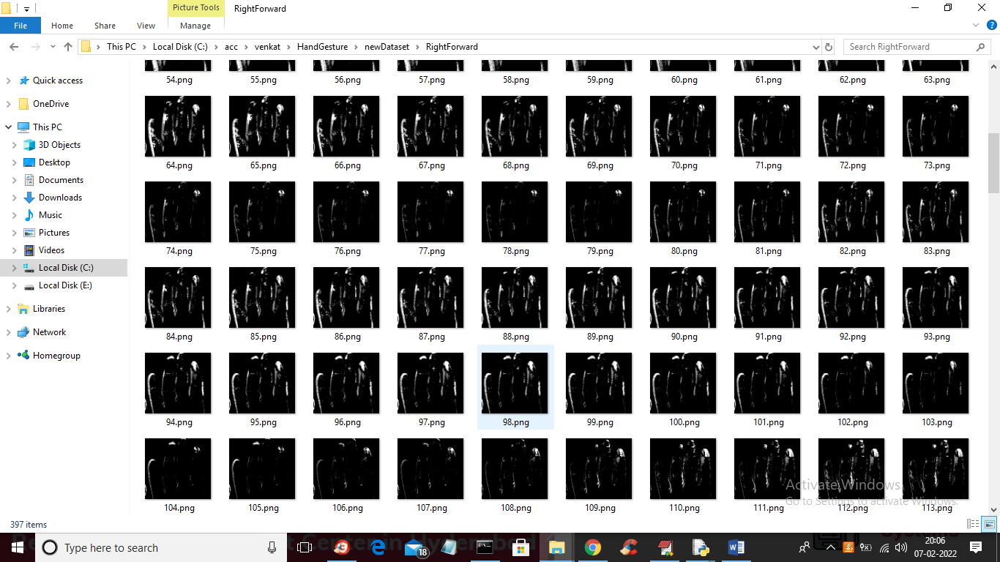 Picture Tools
RightForward
File
Home
Share
View
Manage
This PC
Local Disk (C:)
acc
venkat
HandGesture
newDataset
RightForward
Search RightForward
Quick access
OneDrive
This PC
3D Objects
Desktop
Documents
Downloads
Music
Pictures
Videos
Local Disk (C:)
Local Disk (E:)
Libraries
Network
Homegroup
54.png 55.png 56.png 57.png 58.png 59.png 60.png 61.png 62.png 63.png
64.png 65.png 66.png 67.png 68.png 69.png 70.png 71.png 72.png 73.png
74.png 75.png 76.png 77.png 78.png 79.png 80.png 81.png 82.png 83.png
84.png 85.png 86.png 87.png 88.png 89.png 90.png 91.png 92.png 93.png
94.png 95.png 96.png 97.png 98.png 99.png 100.png 101.png 102.png 103.png
104.png 105.png 106.png 107.png 108.png 109.png 110.png 111.png 112.png 113.png
Activate Windows
Go to Settings to activate Windows.
397 items
Type here to search
18
20:06
07-02-2022